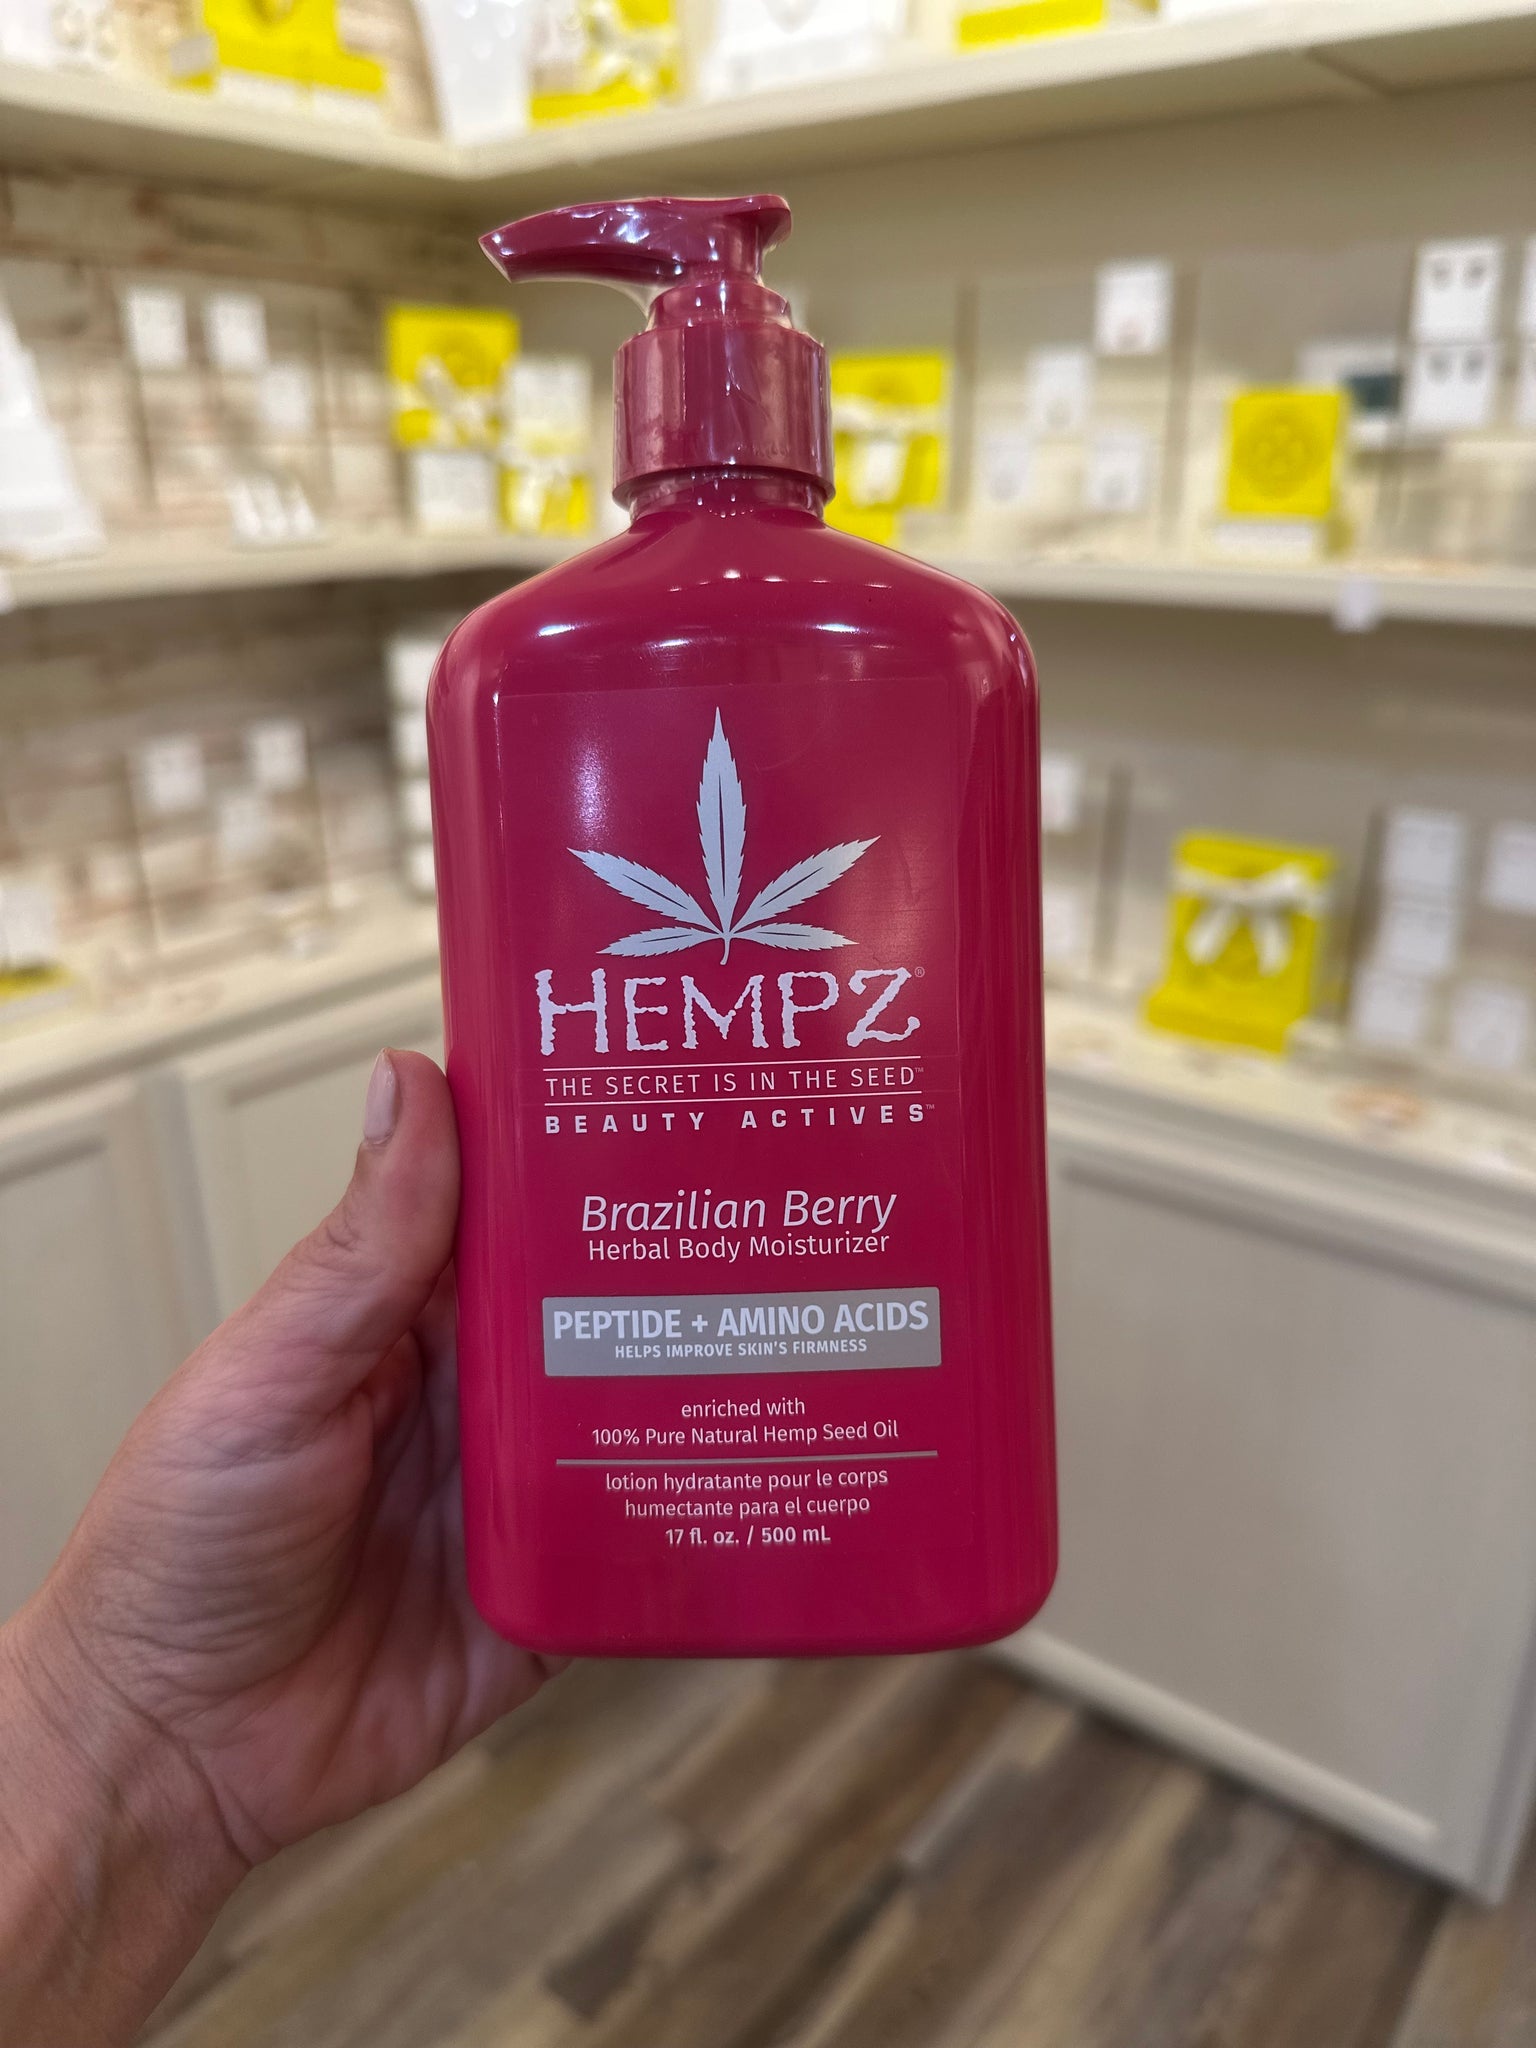 HEMPZ®
THE SECRET IS IN THE SEED™
BEAUTY ACTIVES™
Brazilian Berry
Herbal Body Moisturizer
PEPTIDE + AMINO ACIDS
HELPS IMPROVE SKIN'S FIRMNESS
enriched with
100% Pure Natural Hemp Seed Oil
lotion hydratante pour le corps
humectante para el cuerpo
17 fl. oz. / 500 mL